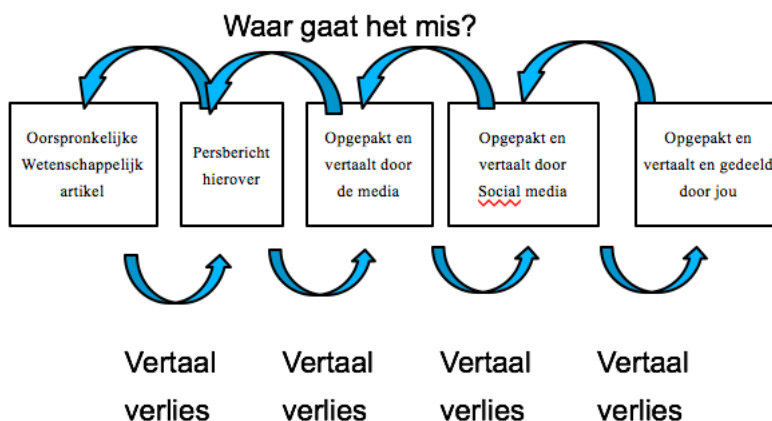 Waar gaat het mis?
Oorspronkelijke
Wetenschappelijk
artikel
Persbericht
hierover
Opgepakt en
vertaalt door
de media
Opgepakt en
vertaalt door
Social media
Opgepakt en
vertaalt en gedeeld
door jou
Vertaal
verlies
Vertaal
verlies
Vertaal
verlies
Vertaal
verlies